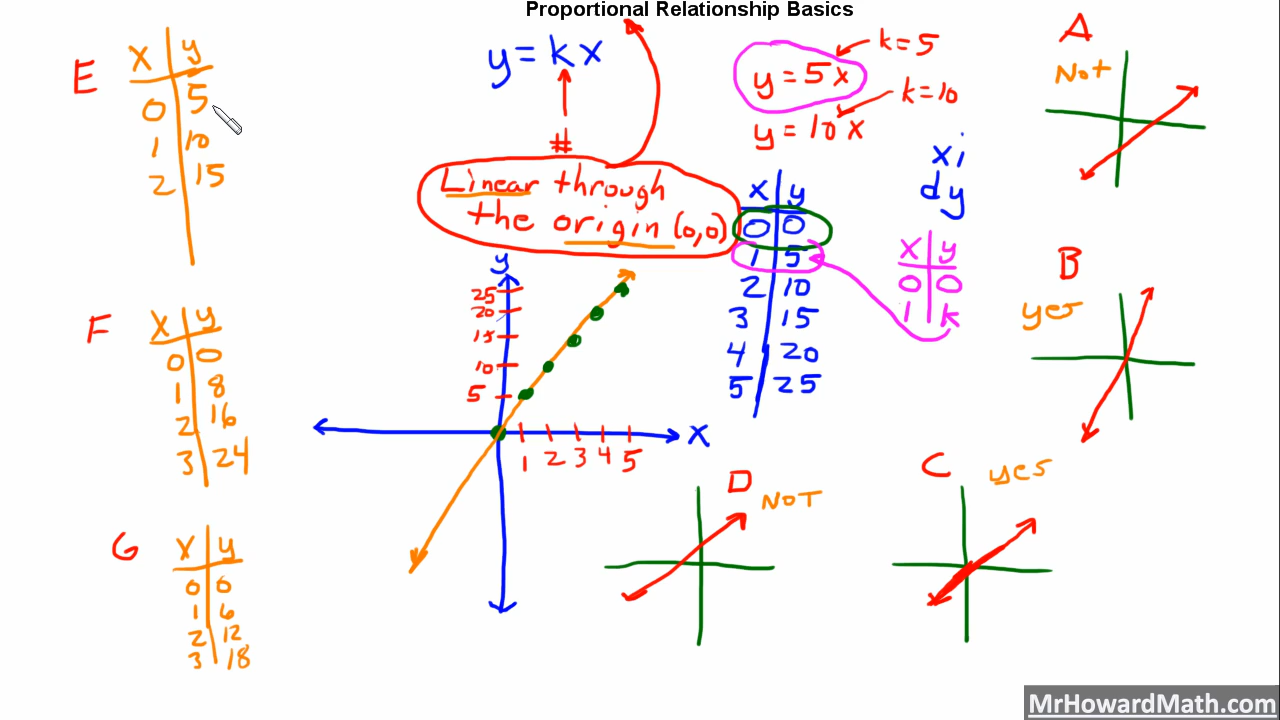 Proportional Relationship Basics
E
x y
0 5
1 10
2 15
F
x y
0 0
1 8
2 16
3 24
G
x y
0 0
1 6
2 12
3 18
y = kx
#
Linear through
the origin (0,0)
y = 5x
k = 5
y = 10x
k = 10
x y
0 0
1 5
2 10
3 15
4 20
5 25
xi
dy
x y
0 0
1 k
y
25
20
15
10
5
x
1 2 3 4 5
A
Not
B
yes
C
yes
D
NOT
MrHowardMath.com